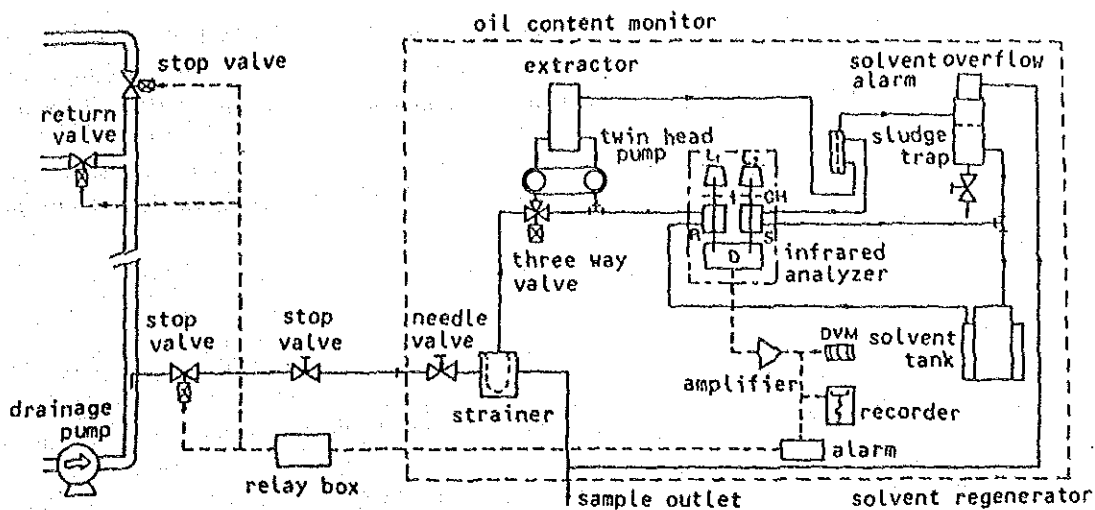 oil content monitor
stop valve
extractor
solvent overflow
alarm
return
valve
twin head
pump
sludge
trap
CH
R
S
D
three way
valve
infrared
analyzer
stop
valve
stop
valve
needle
valve
DVM
solvent
tank
amplifier
drainage
pump
strainer
recorder
alarm
relay box
sample outlet
solvent regenerator